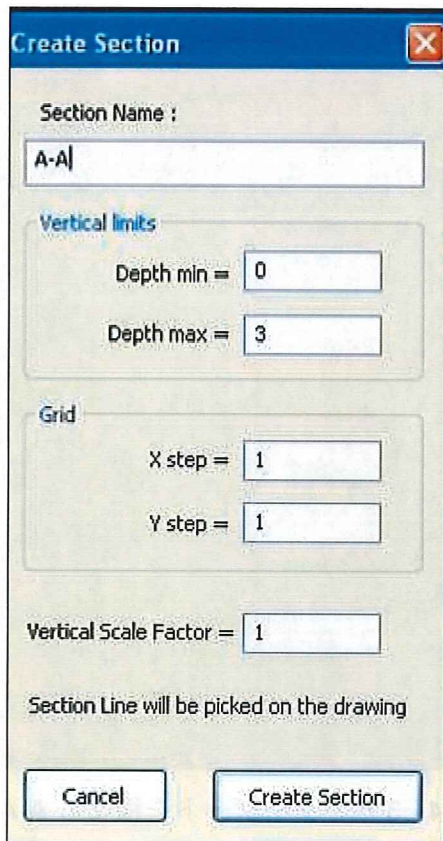 Create Section
Section Name :
A-A
Vertical limits
Depth min = 0
Depth max = 3
Grid
X step = 1
Y step = 1
Vertical Scale Factor = 1
Section Line will be picked on the drawing
Cancel Create Section